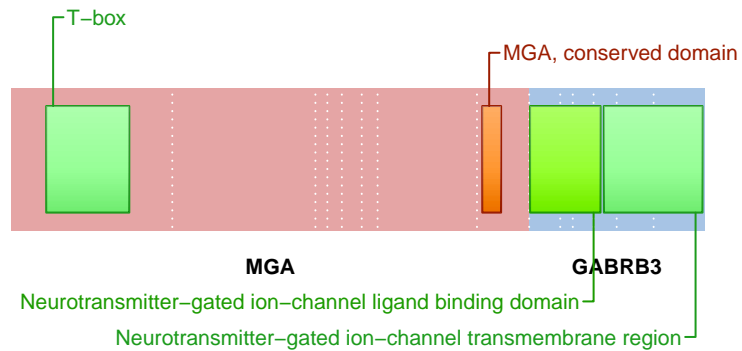 T−box
MGA, conserved domain
MGA
GABRB3
Neurotransmitter−gated ion−channel ligand binding domain
Neurotransmitter−gated ion−channel transmembrane region